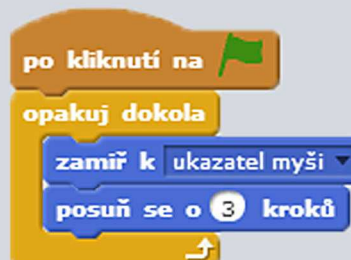 po kliknutí na
opakuj dokola
zamiř k ukazatel myši
posuň se o 3 kroků